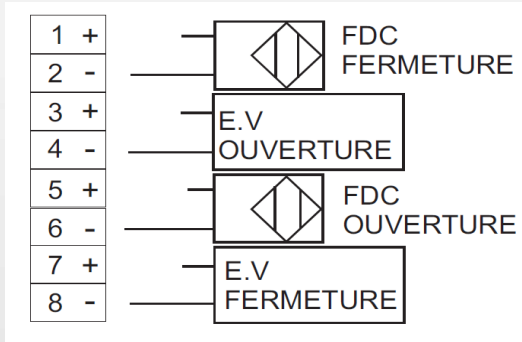 1 +
2 -
FDC
FERMETURE
3 +
4 -
E.V
OUVERTURE
5 +
6 -
FDC
OUVERTURE
7 +
8 -
E.V
FERMETURE